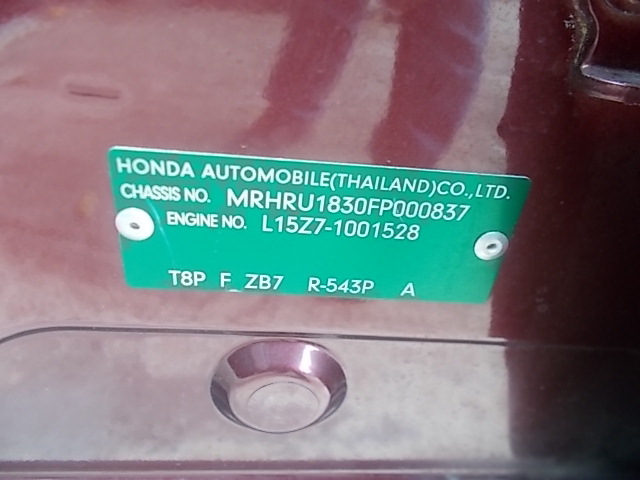 HONDA AUTOMOBILE(THAILAND)CO.,LTD.
CHASSIS NO. MRHRU1830FP000837
ENGINE NO. L15Z7-1001528
T8P F ZB7 R-543P A